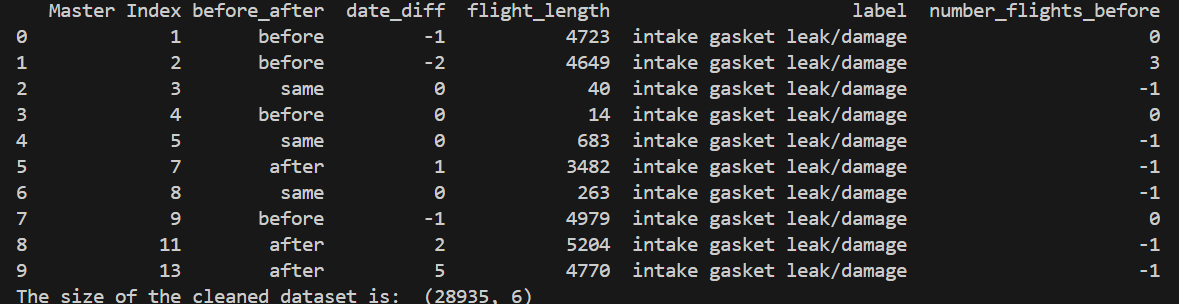 Master Index before_after date_diff flight_length label number_flights_before
0 1 before -1 4723 intake gasket leak/damage 0
1 2 before -2 4649 intake gasket leak/damage 3
2 3 same 0 40 intake gasket leak/damage -1
3 4 before 0 14 intake gasket leak/damage 0
4 5 same 0 683 intake gasket leak/damage -1
5 7 after 1 3482 intake gasket leak/damage -1
6 8 same 0 263 intake gasket leak/damage -1
7 9 before -1 4979 intake gasket leak/damage 0
8 11 after 2 5204 intake gasket leak/damage -1
9 13 after 5 4770 intake gasket leak/damage -1
The size of the cleaned dataset is: (28935, 6)